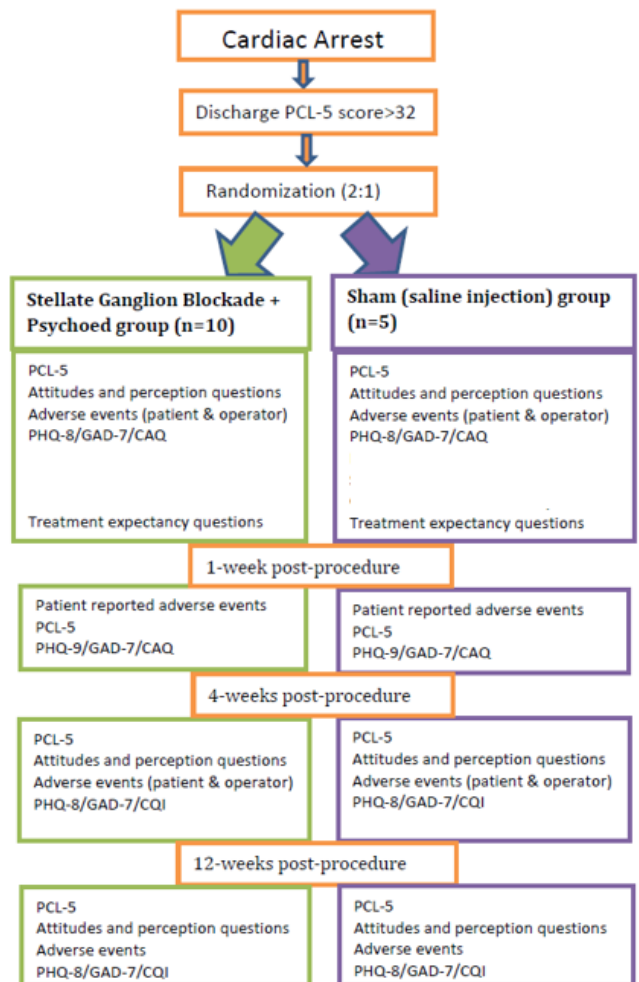 Cardiac Arrest
Discharge PCL-5 score>32
Randomization (2:1)
Stellate Ganglion Blockade +
Psychoed group (n=10)
PCL-5
Attitudes and perception questions
Adverse events (patient & operator)
PHQ-8/GAD-7/CAQ
Treatment expectancy questions
Sham (saline injection) group
(n=5)
PCL-5
Attitudes and perception questions
Adverse events (patient & operator)
PHQ-8/GAD-7/CAQ
Treatment expectancy questions
1-week post-procedure
Patient reported adverse events
PCL-5
PHQ-9/GAD-7/CAQ
Patient reported adverse events
PCL-5
PHQ-9/GAD-7/CAQ
4-weeks post-procedure
PCL-5
Attitudes and perception questions
Adverse events (patient & operator)
PHQ-8/GAD-7/CQI
PCL-5
Attitudes and perception questions
Adverse events (patient & operator)
PHQ-8/GAD-7/CQI
12-weeks post-procedure
PCL-5
Attitudes and perception questions
Adverse events
PHQ-8/GAD-7/CQI
PCL-5
Attitudes and perception questions
Adverse events
PHQ-8/GAD-7/CQI